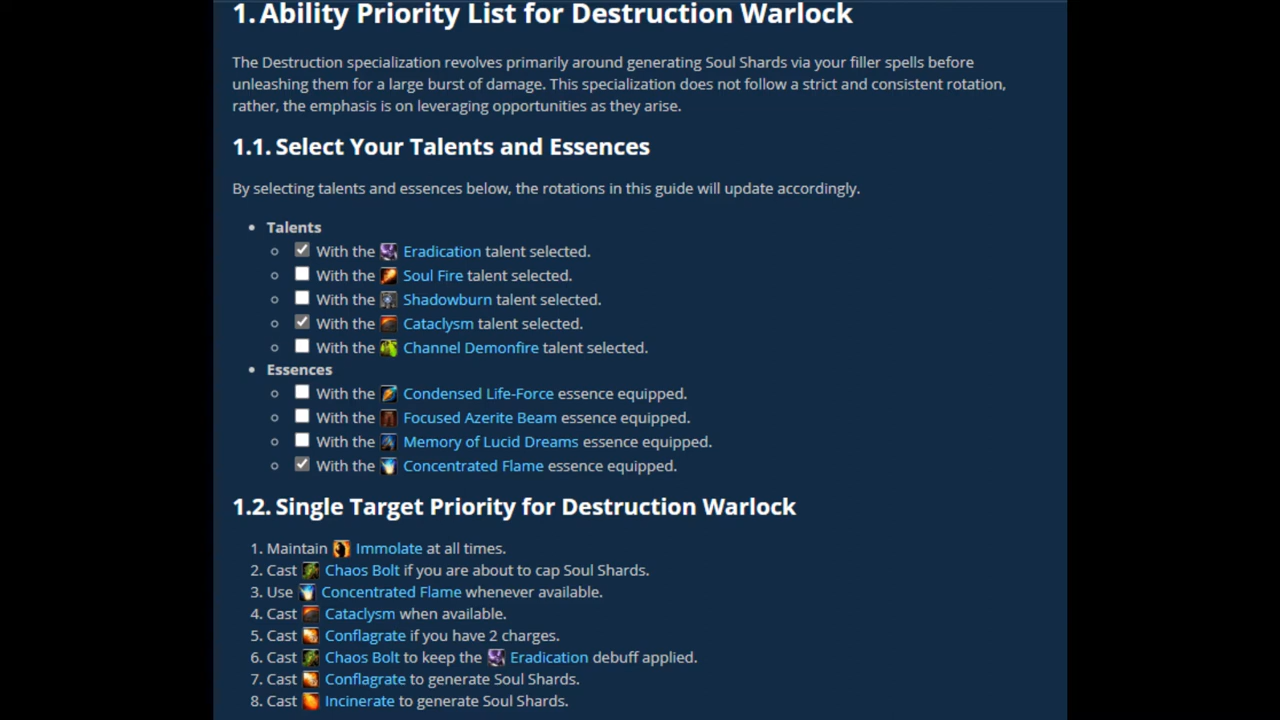 1. Ability Priority List for Destruction Warlock
The Destruction specialization revolves primarily around generating Soul Shards via your filler spells before
unleashing them for a large burst of damage. This specialization does not follow a strict and consistent rotation,
rather, the emphasis is on leveraging opportunities as they arise.
1.1. Select Your Talents and Essences
By selecting talents and essences below, the rotations in this guide will update accordingly.
Talents
With the Eradication talent selected.
With the Soul Fire talent selected.
With the Shadowburn talent selected.
With the Cataclysm talent selected.
With the Channel Demonfire talent selected.
Essences
With the Condensed Life-Force essence equipped.
With the Focused Azerite Beam essence equipped.
With the Memory of Lucid Dreams essence equipped.
With the Concentrated Flame essence equipped.
1.2. Single Target Priority for Destruction Warlock
1. Maintain Immolate at all times.
2. Cast Chaos Bolt if you are about to cap Soul Shards.
3. Use Concentrated Flame whenever available.
4. Cast Cataclysm when available.
5. Cast Conflagrate if you have 2 charges.
6. Cast Chaos Bolt to keep the Eradication debuff applied.
7. Cast Conflagrate to generate Soul Shards.
8. Cast Incinerate to generate Soul Shards.